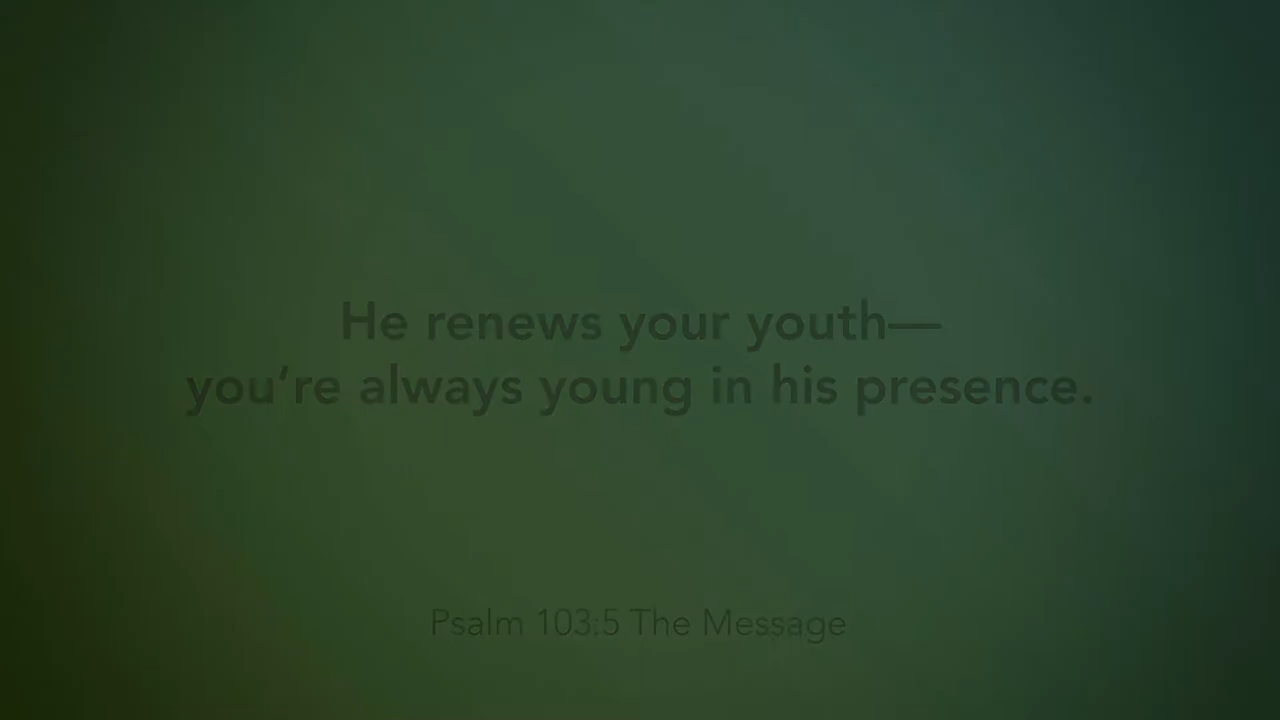 He renews your youth—
you’re always young in his presence.
Psalm 103:5 The Message